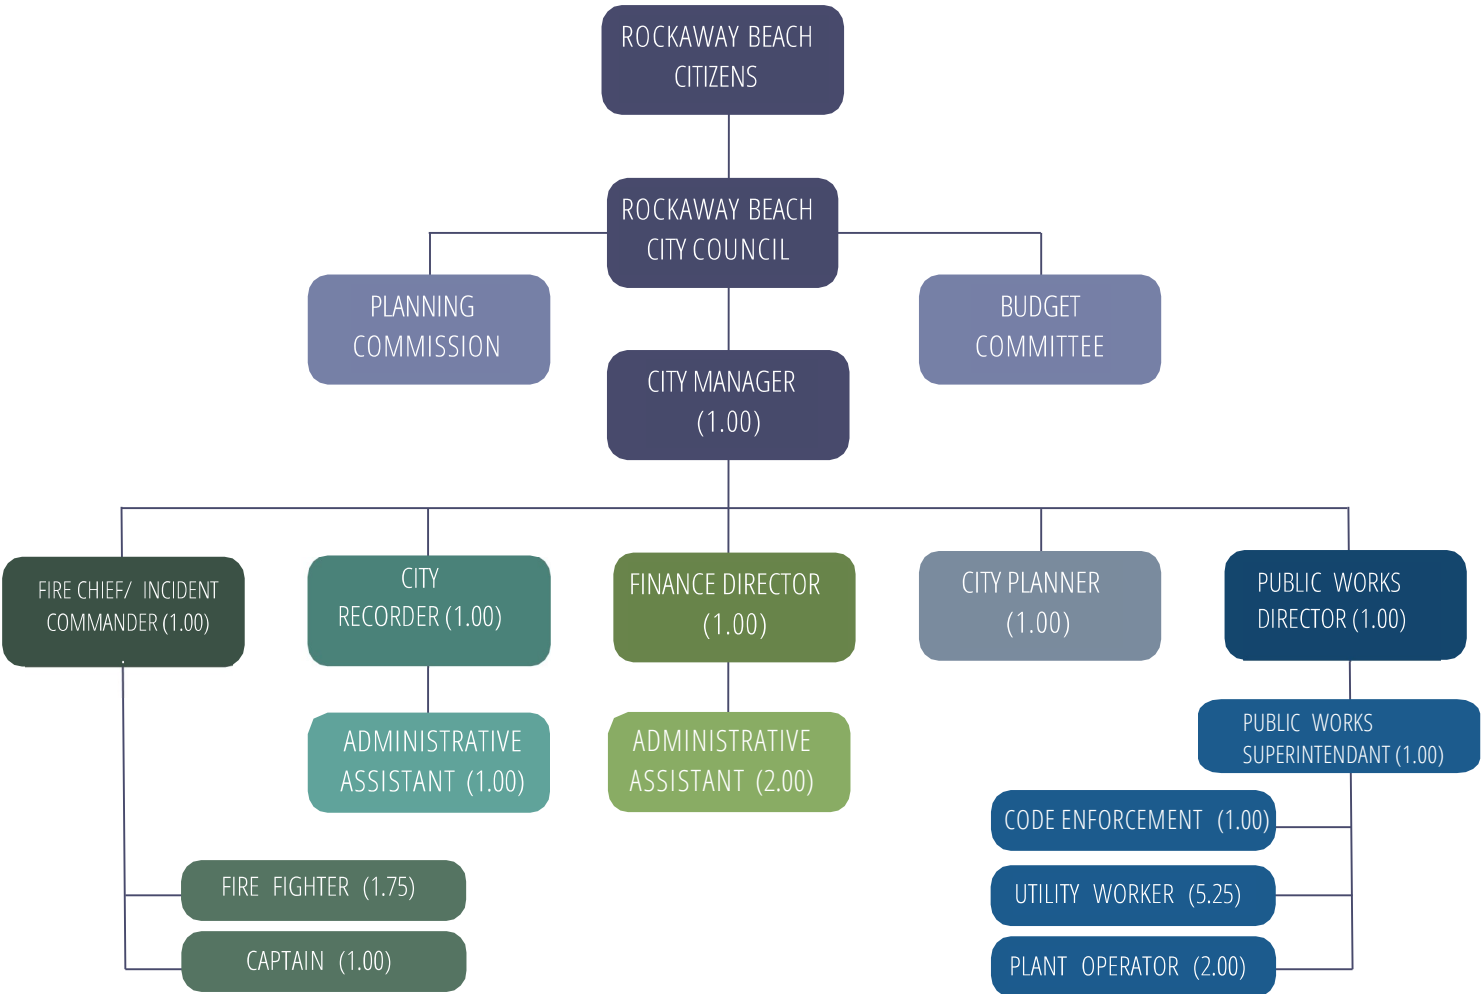 ROCKAWAY BEACH
CITIZENS
ROCKAWAY BEACH
CITY COUNCIL
PLANNING
COMMISSION
BUDGET
COMMITTEE
CITY MANAGER
(1.00)
FIRE CHIEF/ INCIDENT
COMMANDER (1.00)
CITY
RECORDER (1.00)
FINANCE DIRECTOR
(1.00)
CITY PLANNER
(1.00)
PUBLIC WORKS
DIRECTOR (1.00)
ADMINISTRATIVE
ASSISTANT (1.00)
ADMINISTRATIVE
ASSISTANT (2.00)
PUBLIC WORKS
SUPERINTENDANT (1.00)
CODE ENFORCEMENT (1.00)
UTILITY WORKER (5.25)
PLANT OPERATOR (2.00)
FIRE FIGHTER (1.75)
CAPTAIN (1.00)